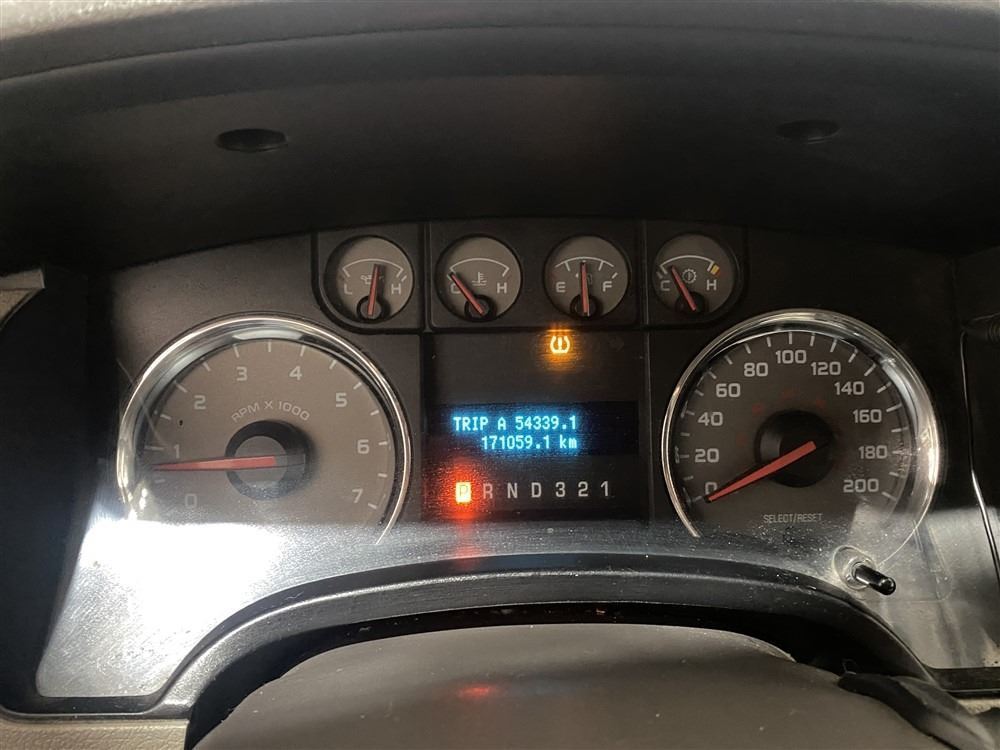 L H
C H
E F
C H
0 1 2 3 4 5 6 7
RPM X 1000
TRIP A 54339.1
171059.1 km
P R N D 3 2 1
0 20 40 60 80 100 120 140 160 180 200
SELECT/RESET